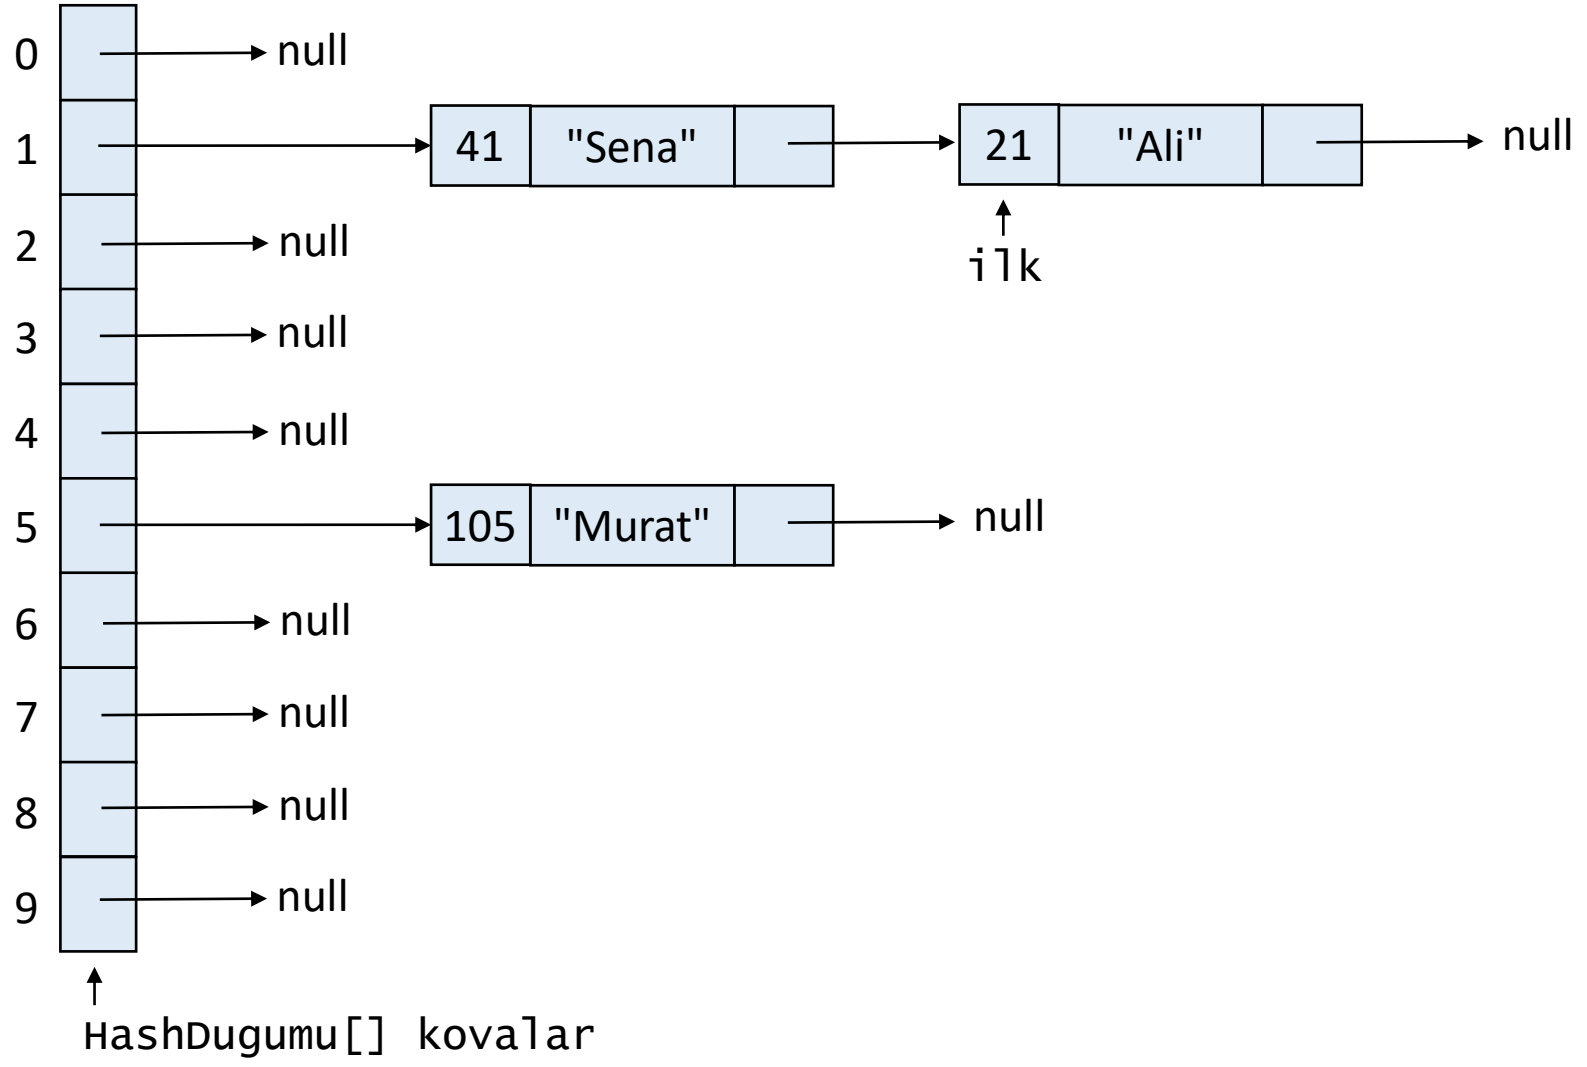 0 null
1 41 "Sena" 21 "Ali" null
ilk
2 null
3 null
4 null
5 105 "Murat" null
6 null
7 null
8 null
9 null
HashDugumu[] kovalar